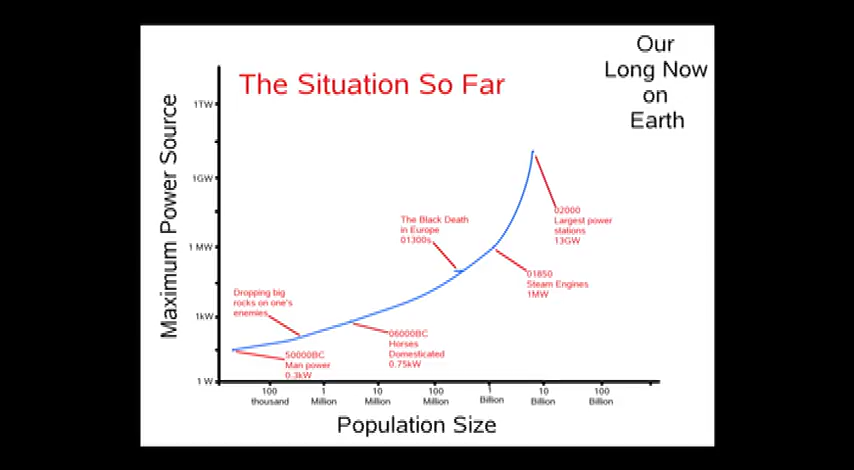 Our
Long Now
on
Earth
The Situation So Far
Maximum Power Source
1TW
1GW
1 MW
1kW
1 W
The Black Death
in Europe
01300s
02000
Largest power
stations
13GW
01850
Steam Engines
1MW
Dropping big
rocks on one's
enemies
06000BC
Horses
Domesticated
0.75kW
50000BC
Man power
0.3kW
100
thousand
1
Million
10
Million
100
Million
1
Billion
10
Billion
100
Billion
Population Size